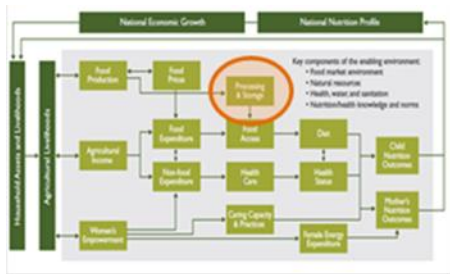 National Economic Growth
National Nutrition Profile
Household Assets and Livelihoods
Agricultural Livelihoods
Food
Production
Food
Prices
Processing
& Storage
Key components of the enabling environment:
• Food market environment
• Natural resources
• Health, water, and sanitation
• Nutrition/health knowledge and norms
Agricultural
Income
Food
Expenditure
Food
Access
Diet
Child
Nutrition
Outcomes
Non-food
Expenditure
Health
Care
Health
Status
Women's
Empowerment
Caring Capacity
& Practices
Female Energy
Expenditure
Mother's
Nutrition
Outcomes